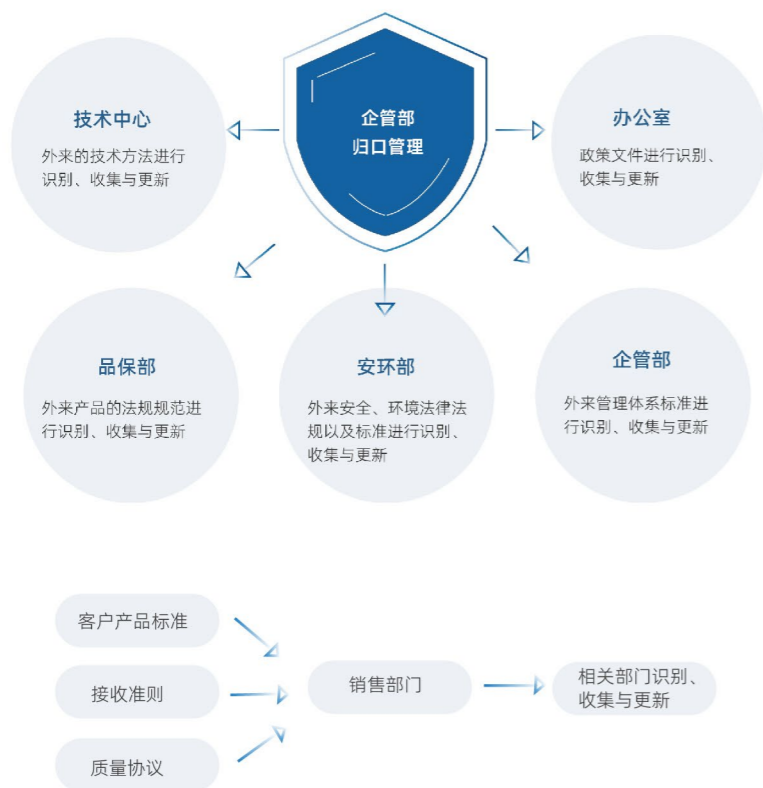 企管部
归口管理
技术中心
外来的技术方法进行
识别、收集与更新
办公室
政策文件进行识别、
收集与更新
品保部
外来产品的法规规范进
行识别、收集与更新
安环部
外来安全、环境法律法
规以及标准进行识别、
收集与更新
企管部
外来管理体系标准进
行识别、收集与更新
客户产品标准
接收准则
质量协议
销售部门
相关部门识别、
收集与更新